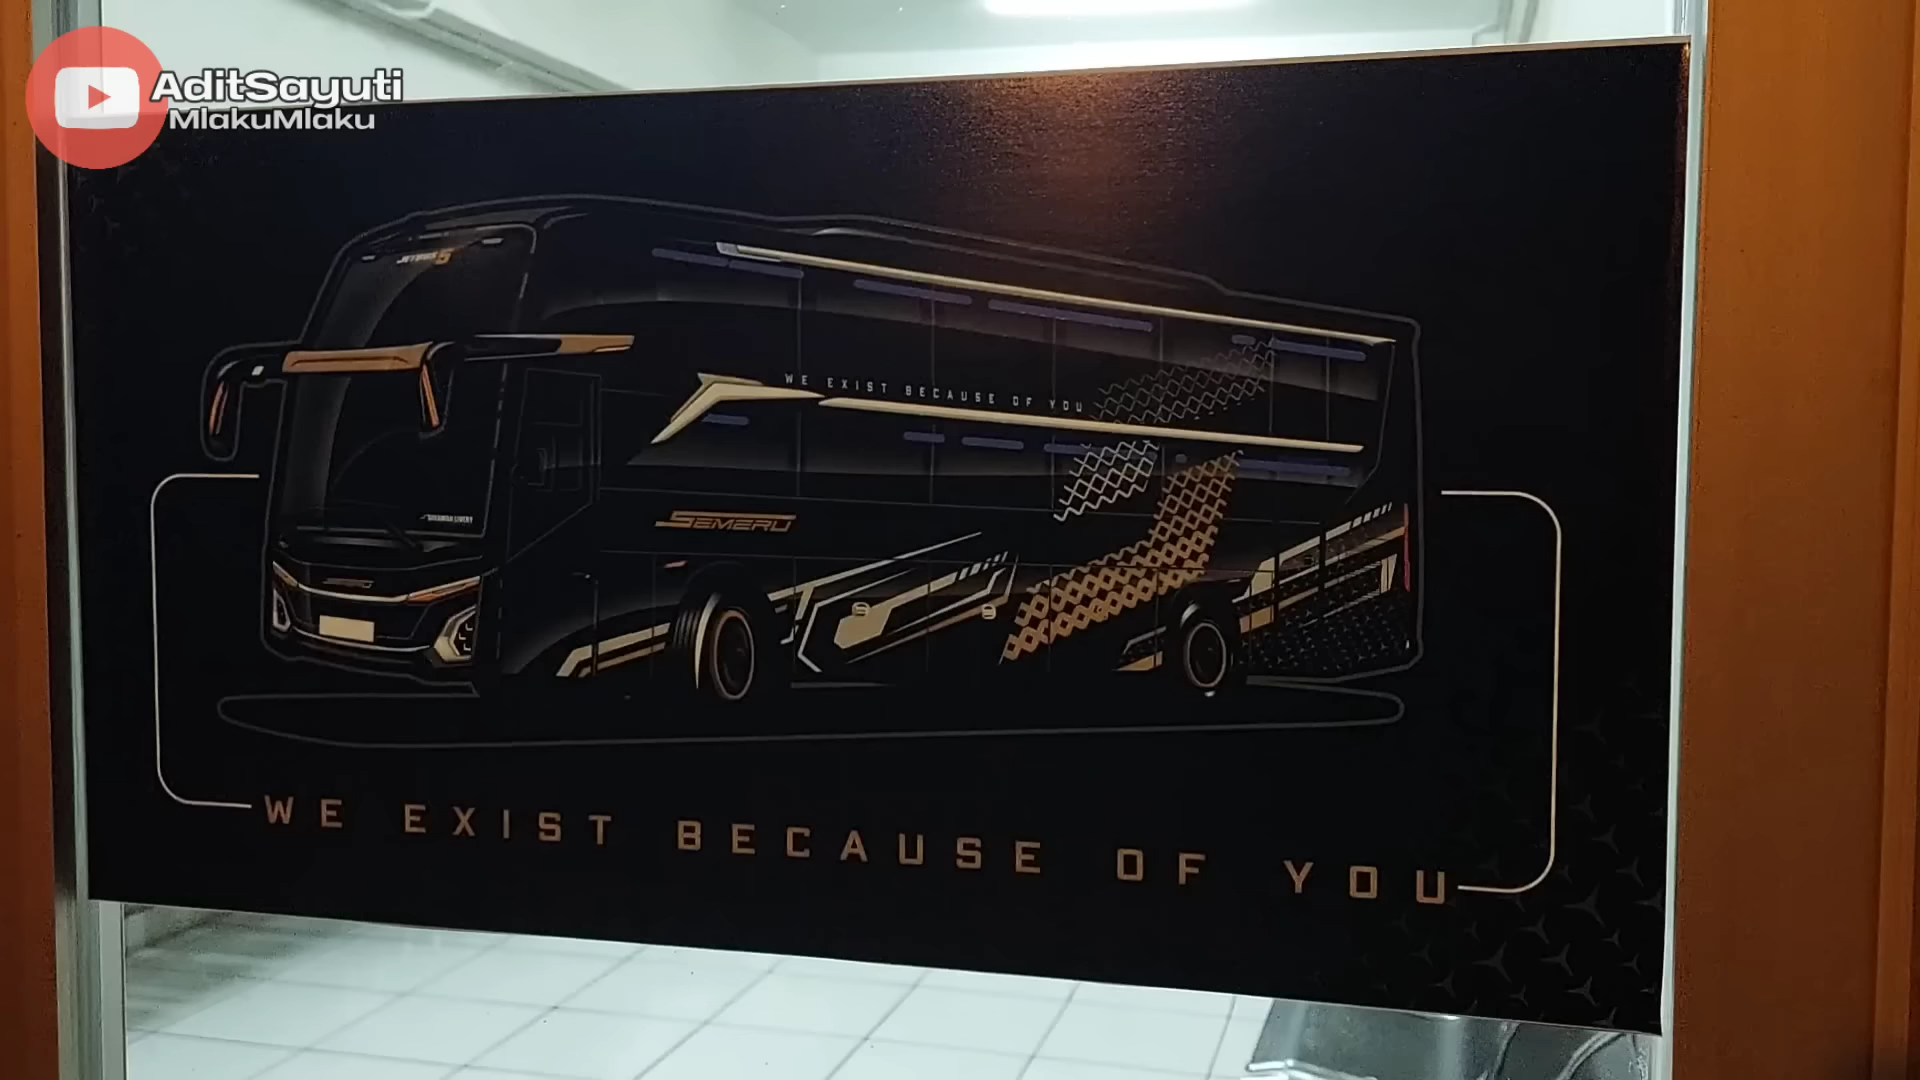 AditSayuti
MlakuMlaku
JETBUS 5
WE EXIST BECAUSE OF YOU
SEMERU
WE EXIST BECAUSE OF YOU